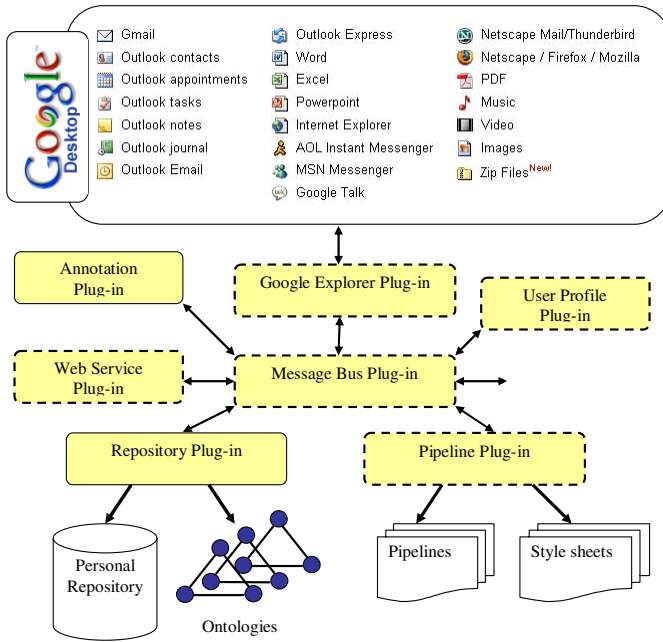 Google™
Desktop
Gmail
Outlook contacts
Outlook appointments
Outlook tasks
Outlook notes
Outlook journal
Outlook Email
Outlook Express
Word
Excel
Powerpoint
Internet Explorer
AOL Instant Messenger
MSN Messenger
talk
Google Talk
Netscape Mail/Thunderbird
Netscape / Firefox / Mozilla
PDF
Music
Video
Images
Zip Files New!
Annotation
Plug-in
Google Explorer Plug-in
User Profile
Plug-in
Web Service
Plug-in
Message Bus Plug-in
Repository Plug-in
Pipeline Plug-in
Personal
Repository
Ontologies
Pipelines
Style sheets